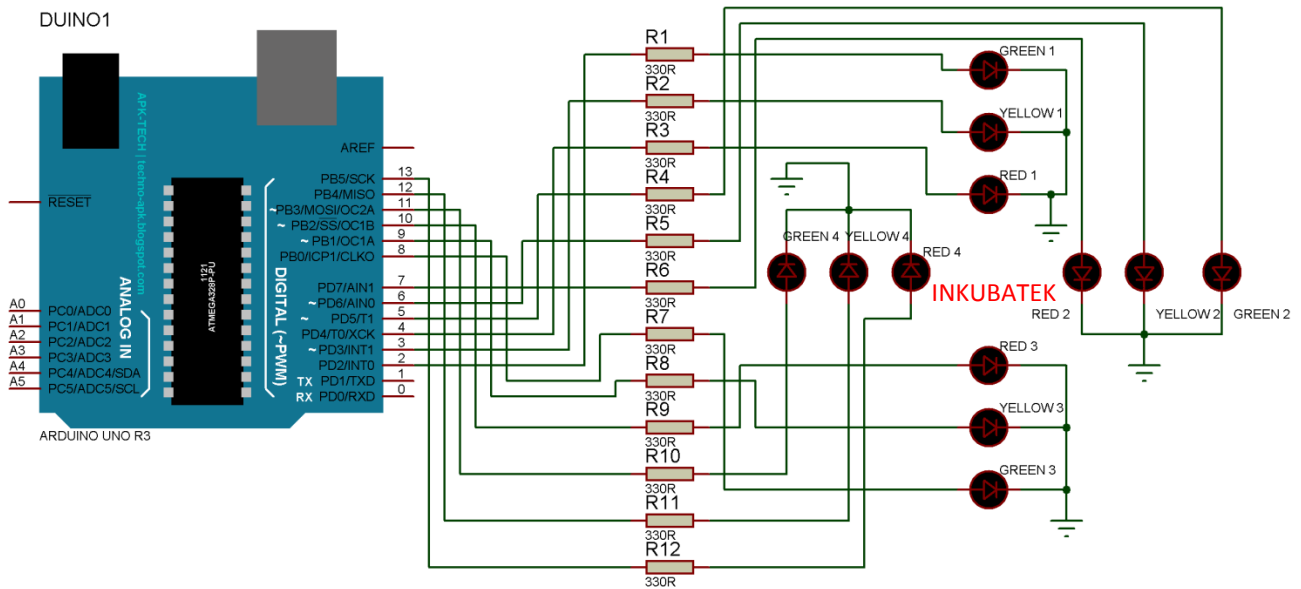 DUINO1
APK-TECH | techno-apk.blogspot.com
RESET
AREF
PB5/SCK 13
PB4/MISO 12
~PB3/MOSI/OC2A 11
~ PB2/SS/OC1B 10
~ PB1/OC1A 9
PB0/ICP1/CLKO 8
PD7/AIN1 7
~PD6/AIN0 6
~ PD5/T1 5
PD4/T0/XCK 4
~PD3/INT1 3
PD2/INT0 2
TX PD1/TXD 1
RX PD0/RXD 0
DIGITAL (~PWM)
1121
ATMEGA328P-PU
ANALOG IN
A0 PC0/ADC0
A1 PC1/ADC1
A2 PC2/ADC2
A3 PC3/ADC3
A4 PC4/ADC4/SDA
A5 PC5/ADC5/SCL
ARDUINO UNO R3
R1
330R
R2
330R
R3
330R
R4
330R
R5
330R
R6
330R
R7
330R
R8
330R
R9
330R
R10
330R
R11
330R
R12
330R
GREEN 1
YELLOW 1
RED 1
GREEN 4
YELLOW 4
RED 4
INKUBATEK
RED 2
YELLOW 2
GREEN 2
RED 3
YELLOW 3
GREEN 3